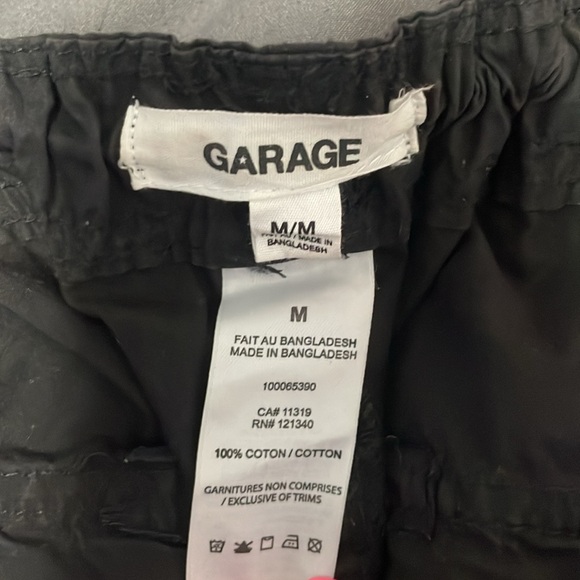 GARAGE
M/M
FAIT AU / MADE IN
BANGLADESH
M
FAIT AU BANGLADESH
MADE IN BANGLADESH
100065390
CA# 11319
RN# 121340
100% COTON / COTTON
GARNITURES NON COMPRISES
/ EXCLUSIVE OF TRIMS